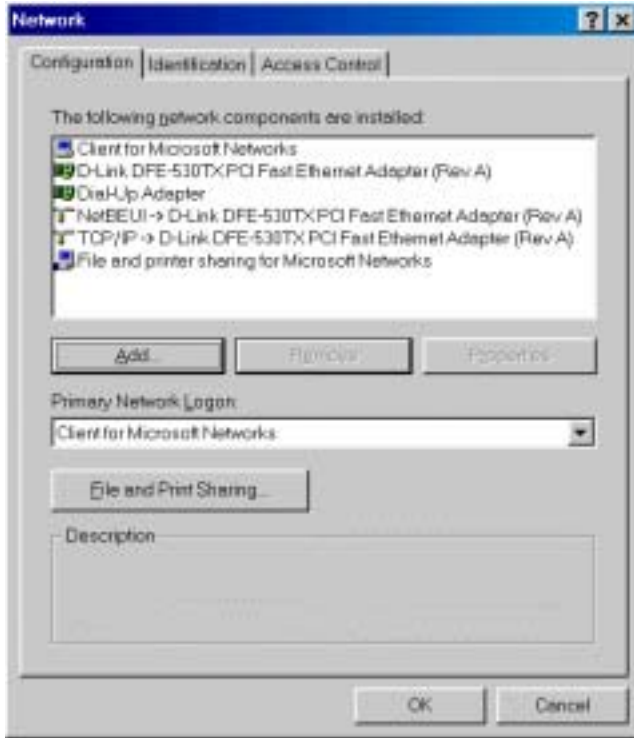 Network
Configuration Identification Access Control
The following network components are installed:
Client for Microsoft Networks
D-Link DFE-530TX PCI Fast Ethernet Adapter (Rev A)
Dial-Up Adapter
NetBEUI -> D-Link DFE-530TX PCI Fast Ethernet Adapter (Rev A)
TCP/IP -> D-Link DFE-530TX PCI Fast Ethernet Adapter (Rev A)
File and printer sharing for Microsoft Networks
Add... Remove Properties
Primary Network Logon:
Client for Microsoft Networks
File and Print Sharing...
Description
OK Cancel